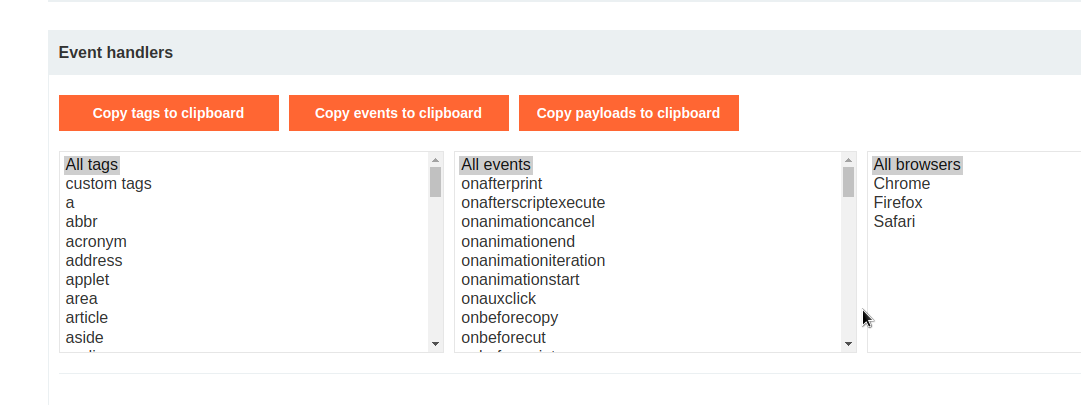 Event handlers
Copy tags to clipboard
Copy events to clipboard
Copy payloads to clipboard
All tags
custom tags
a
abbr
acronym
address
applet
area
article
aside
All events
onafterprint
onafterscriptexecute
onanimationcancel
onanimationend
onanimationiteration
onanimationstart
onauxclick
onbeforecopy
onbeforecut
All browsers
Chrome
Firefox
Safari